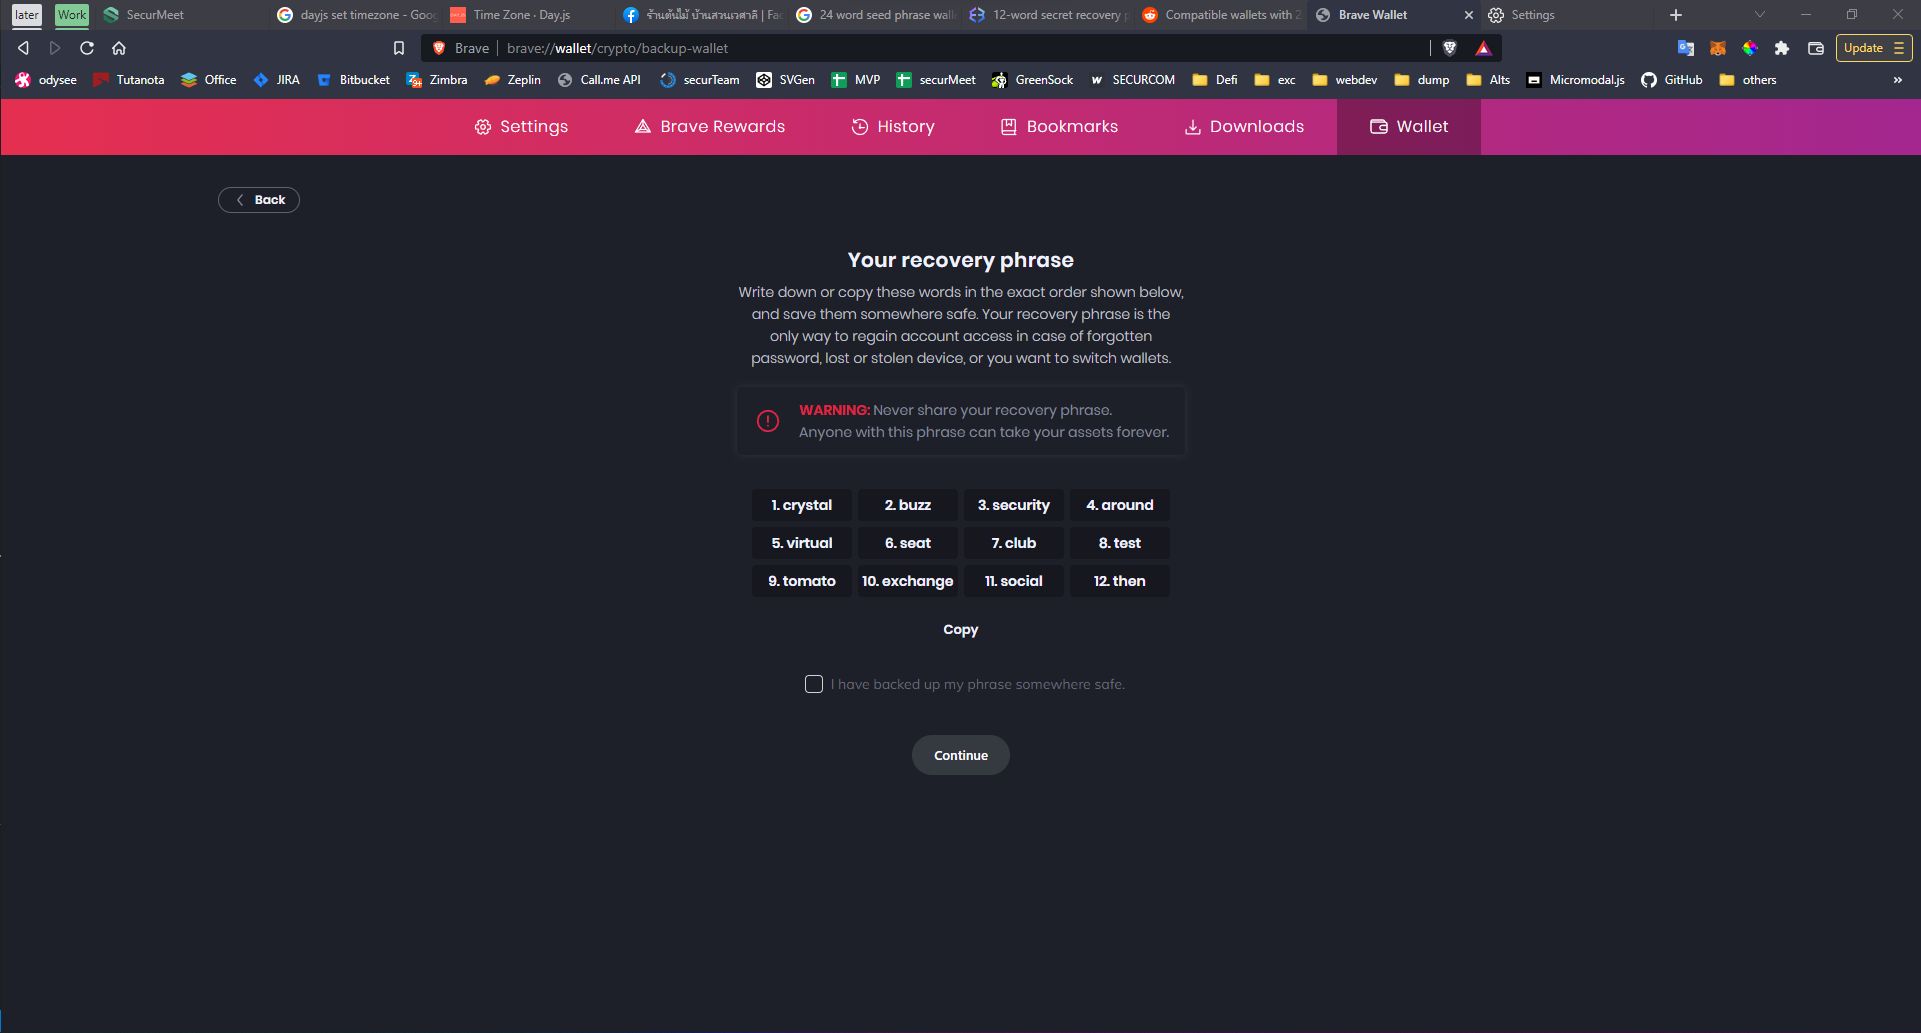 later Work SecurMeet dayjs set timezone - Goo Time Zone · Day.js ร้านต้นไม้ บ้านสวนเวศาลี | Fac 24 word seed phrase wall 12-word secret recovery p Compatible wallets with 2 Brave Wallet Settings
Brave brave://wallet/crypto/backup-wallet Update
odysee Tutanota Office JIRA Bitbucket Zimbra Zeplin Call.me API securTeam SVGen MVP securMeet GreenSock SECURCOM Defi exc webdev dump Alts Micromodal.js GitHub others »
Settings Brave Rewards History Bookmarks Downloads Wallet
Back
Your recovery phrase
Write down or copy these words in the exact order shown below,
and save them somewhere safe. Your recovery phrase is the
only way to regain account access in case of forgotten
password, lost or stolen device, or you want to switch wallets.
WARNING: Never share your recovery phrase.
Anyone with this phrase can take your assets forever.
1. crystal 2. buzz 3. security 4. around
5. virtual 6. seat 7. club 8. test
9. tomato 10. exchange 11. social 12. then
Copy
I have backed up my phrase somewhere safe.
Continue